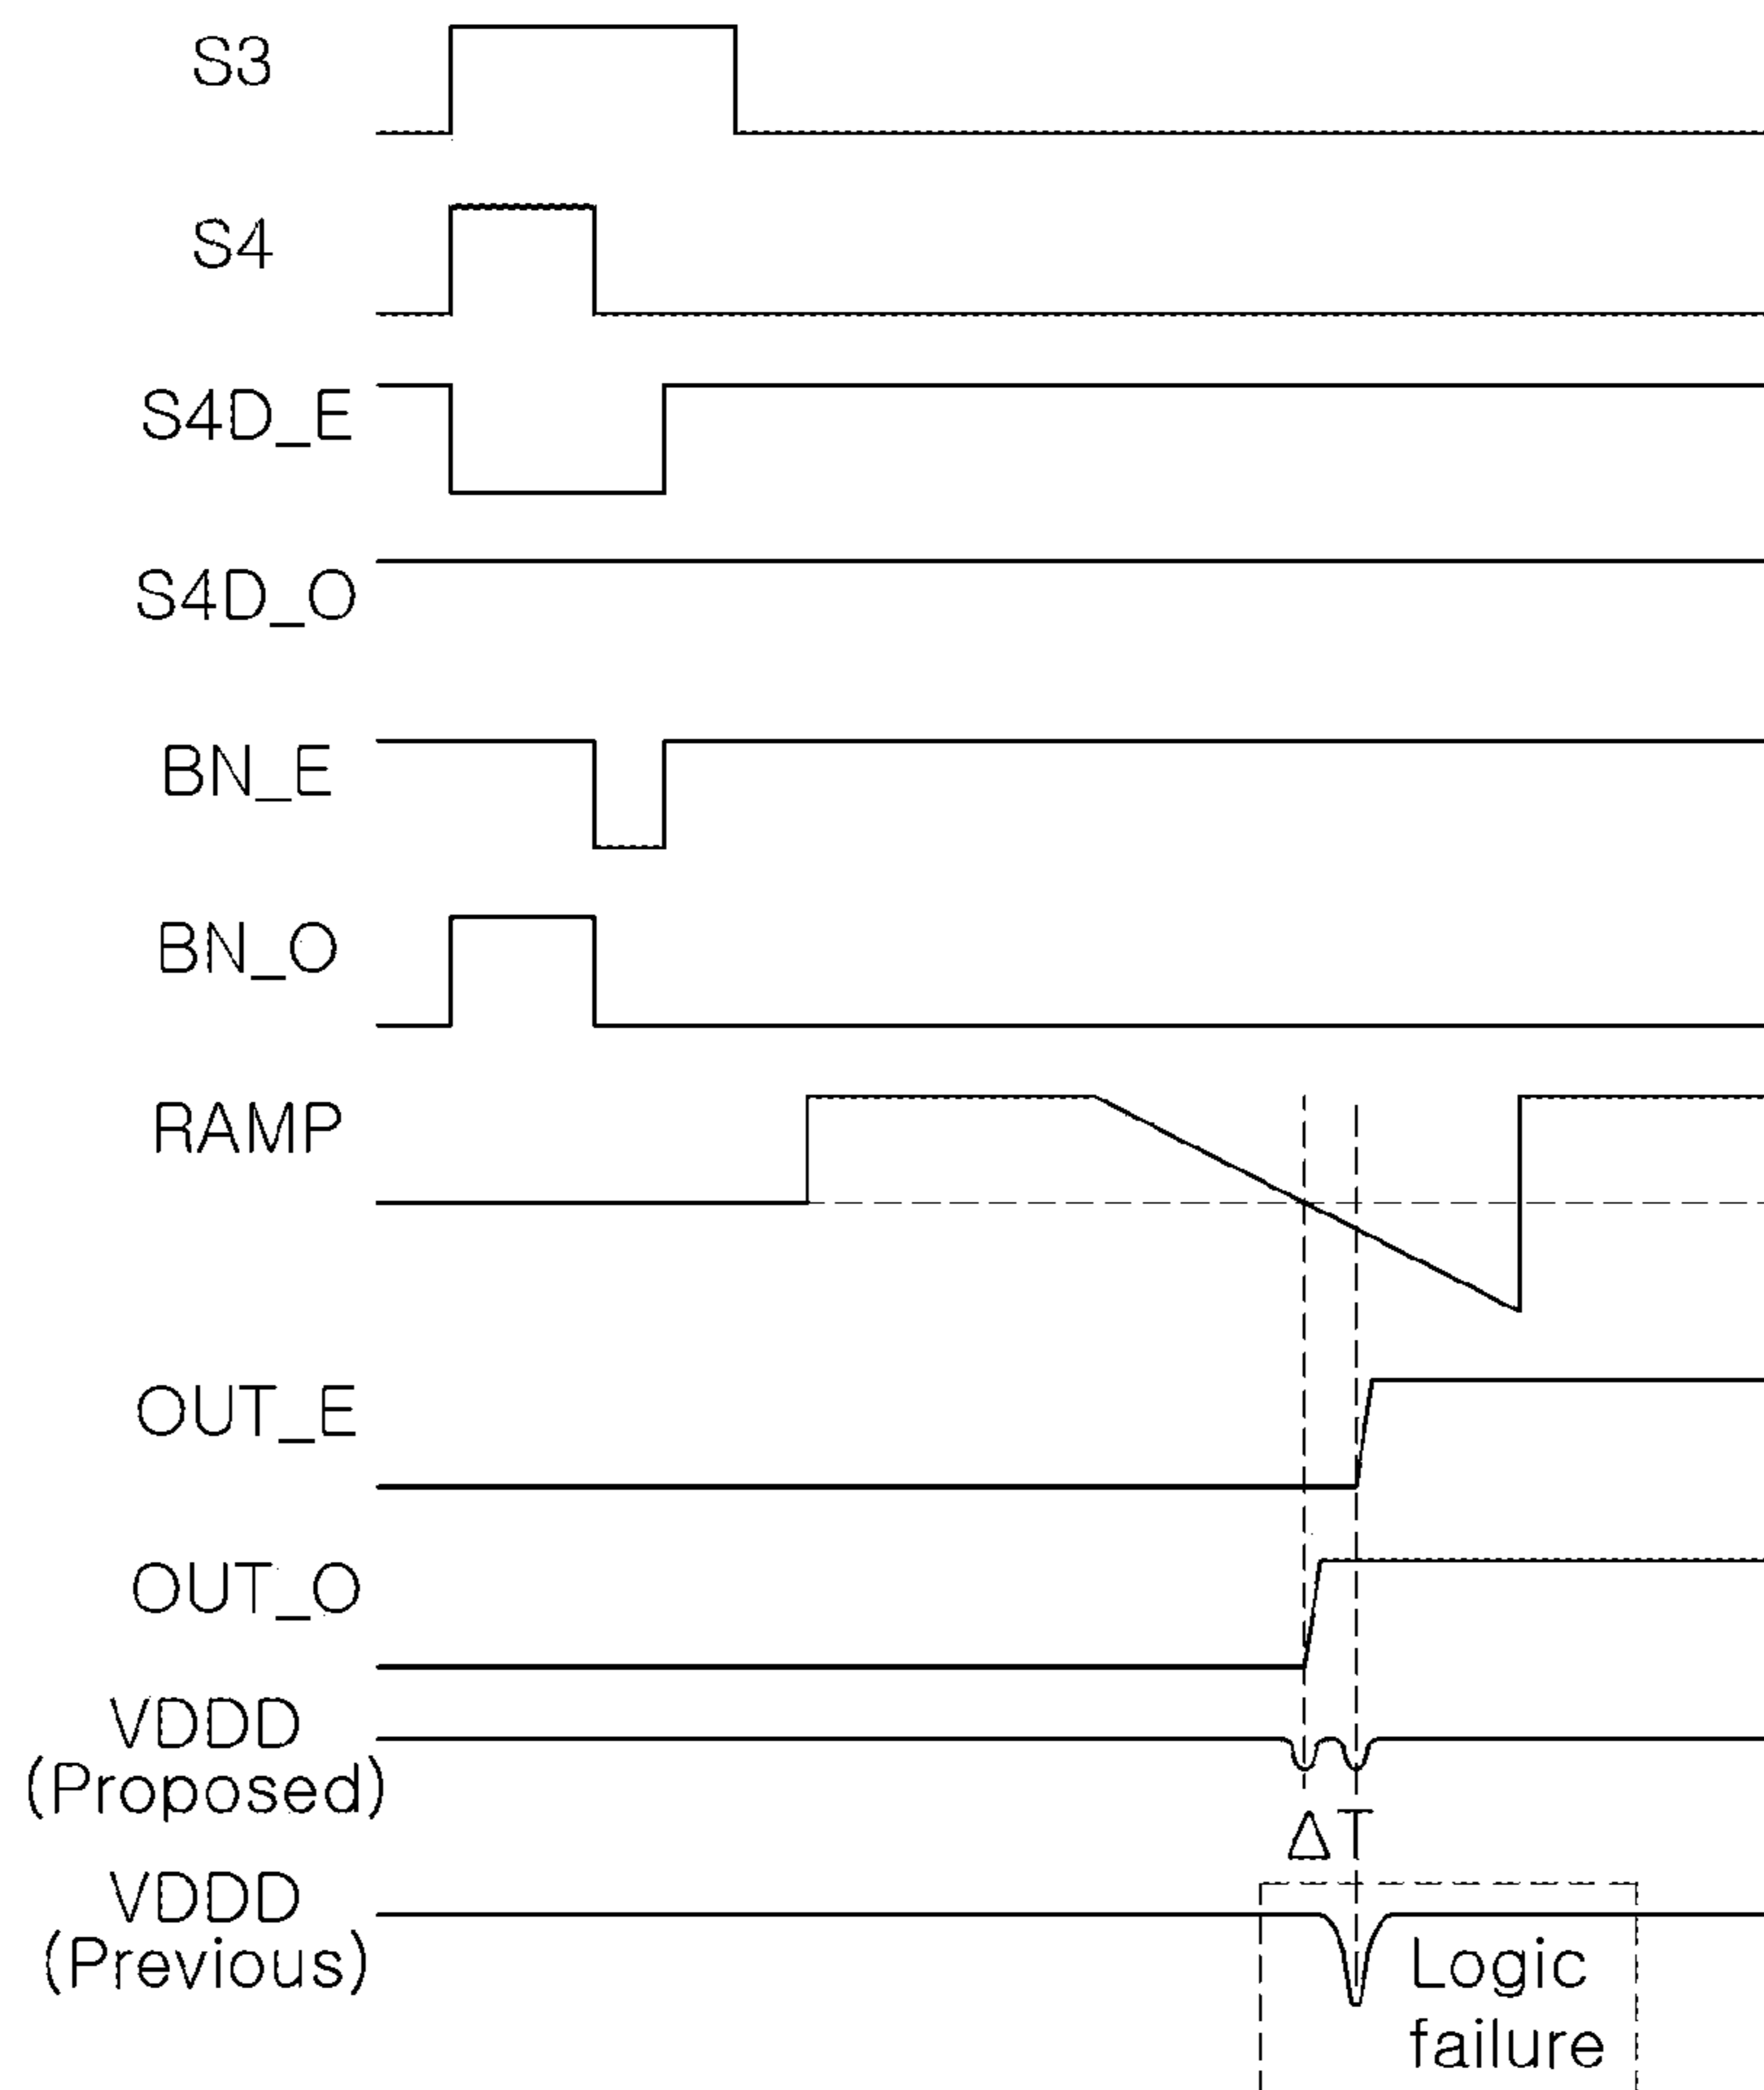 S3
S4
S4D_E
S4D_O
BN_E
BN_O
RAMP
OUT_E
OUT_O
VDDD
(Proposed)
ΔT
VDDD
(Previous)
Logic
failure